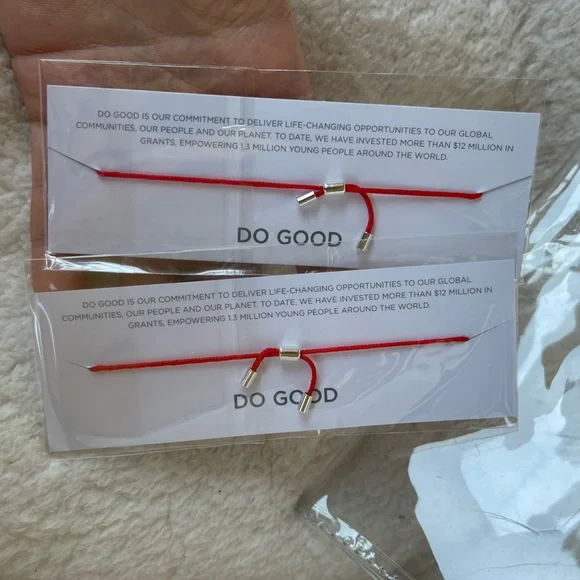 DO GOOD IS OUR COMMITMENT TO DELIVER LIFE-CHANGING OPPORTUNITIES TO OUR GLOBAL
COMMUNITIES, OUR PEOPLE AND OUR PLANET. TO DATE, WE HAVE INVESTED MORE THAN $12 MILLION IN
GRANTS, EMPOWERING 1.3 MILLION YOUNG PEOPLE AROUND THE WORLD.
DO GOOD
DO GOOD IS OUR COMMITMENT TO DELIVER LIFE-CHANGING OPPORTUNITIES TO OUR GLOBAL
COMMUNITIES, OUR PEOPLE AND OUR PLANET. TO DATE, WE HAVE INVESTED MORE THAN $12 MILLION IN
GRANTS, EMPOWERING 1.3 MILLION YOUNG PEOPLE AROUND THE WORLD.
DO GOOD